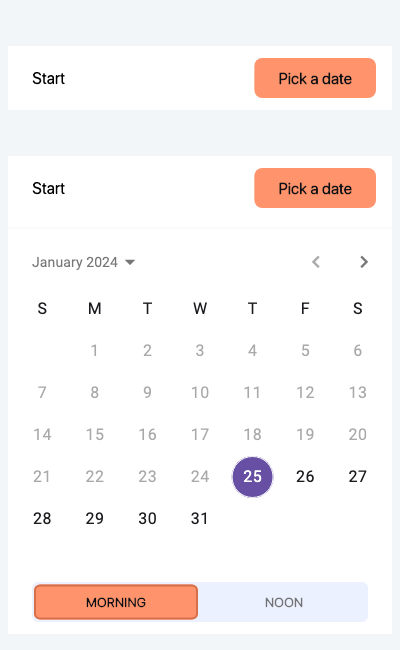 Start Pick a date
Start Pick a date
January 2024
S M T W T F S
1 2 3 4 5 6
7 8 9 10 11 12 13
14 15 16 17 18 19 20
21 22 23 24 25 26 27
28 29 30 31
MORNING NOON